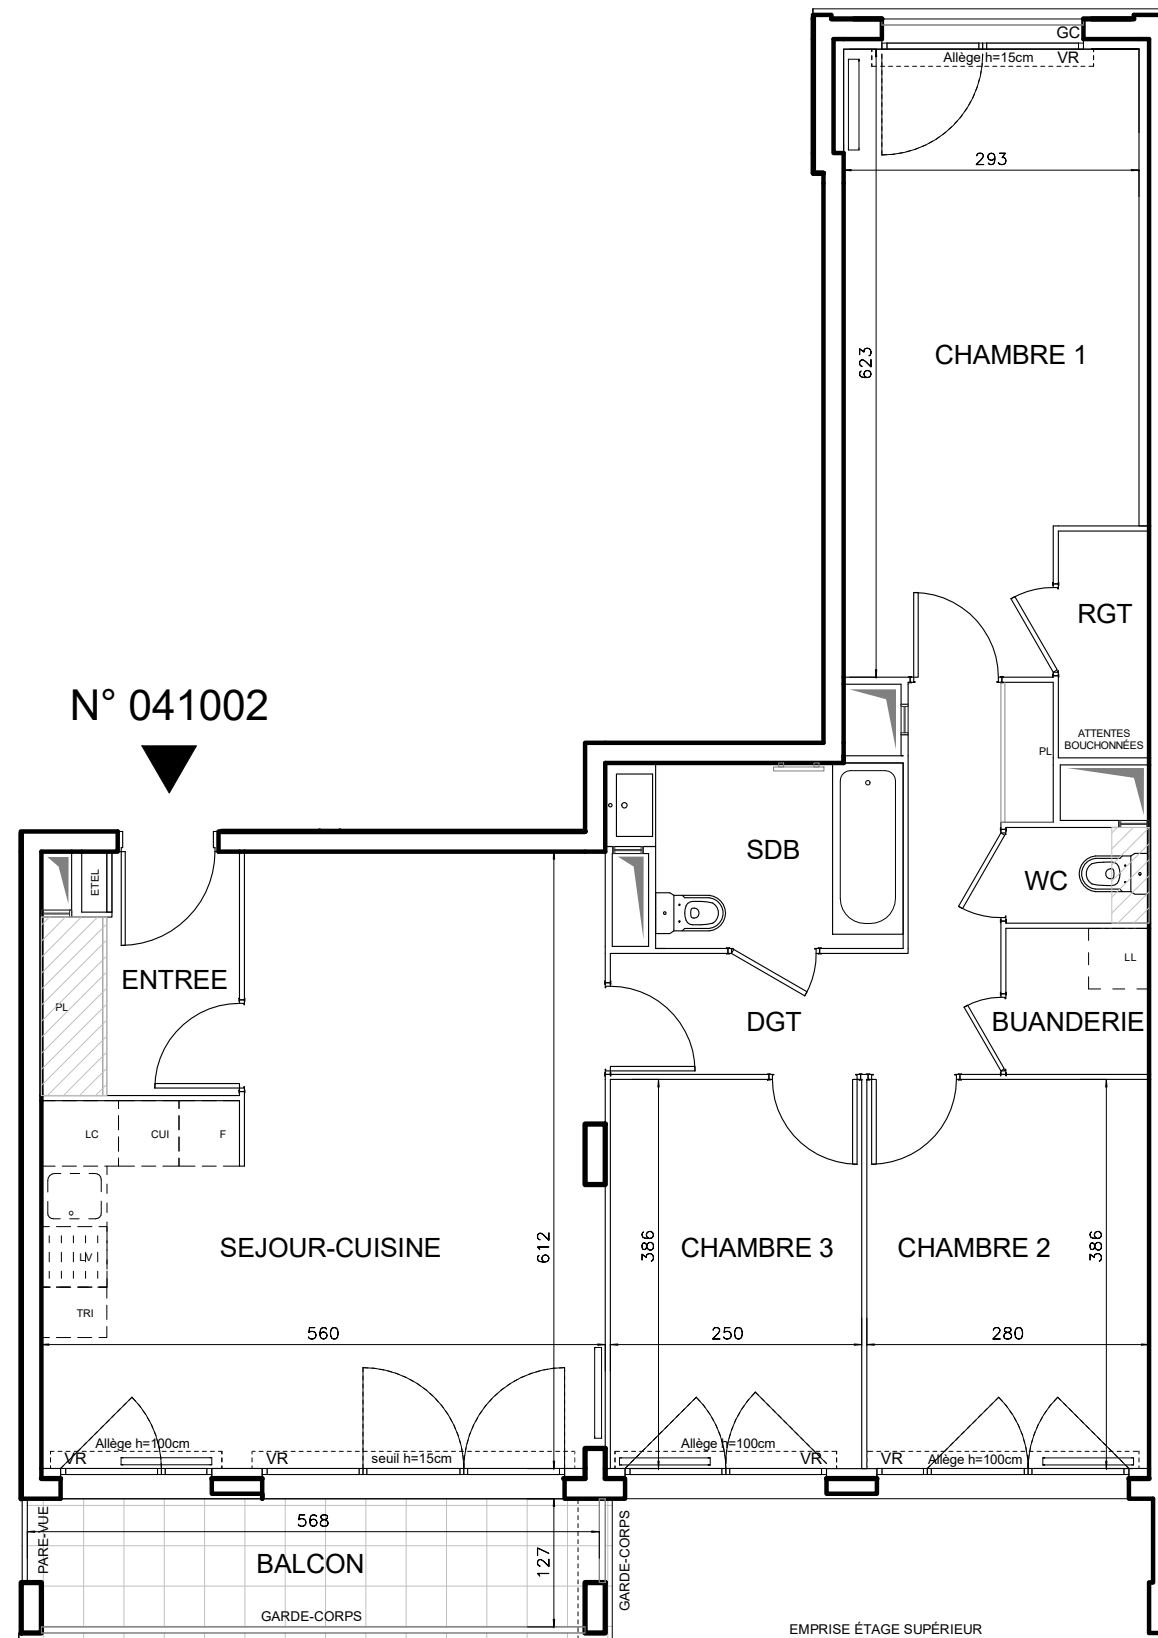 GC
Allège h=15cm VR
293
623
CHAMBRE 1
RGT
N° 041002
ATTENTES
BOUCHONNÉES
PL
SDB
ETEL
WC
LL
ENTREE
PL
DGT
BUANDERIE
LC
CUI
F
SEJOUR-CUISINE
612
386
CHAMBRE 3
CHAMBRE 2
386
LV
TRI
560
250
280
VR
Allège h=100cm
VR
seuil h=15cm
Allège h=100cm
VR
VR
Allège h=100cm
PARE-VUE
568
127
BALCON
GARDE-CORPS
GARDE-CORPS
EMPRISE ÉTAGE SUPÉRIEUR